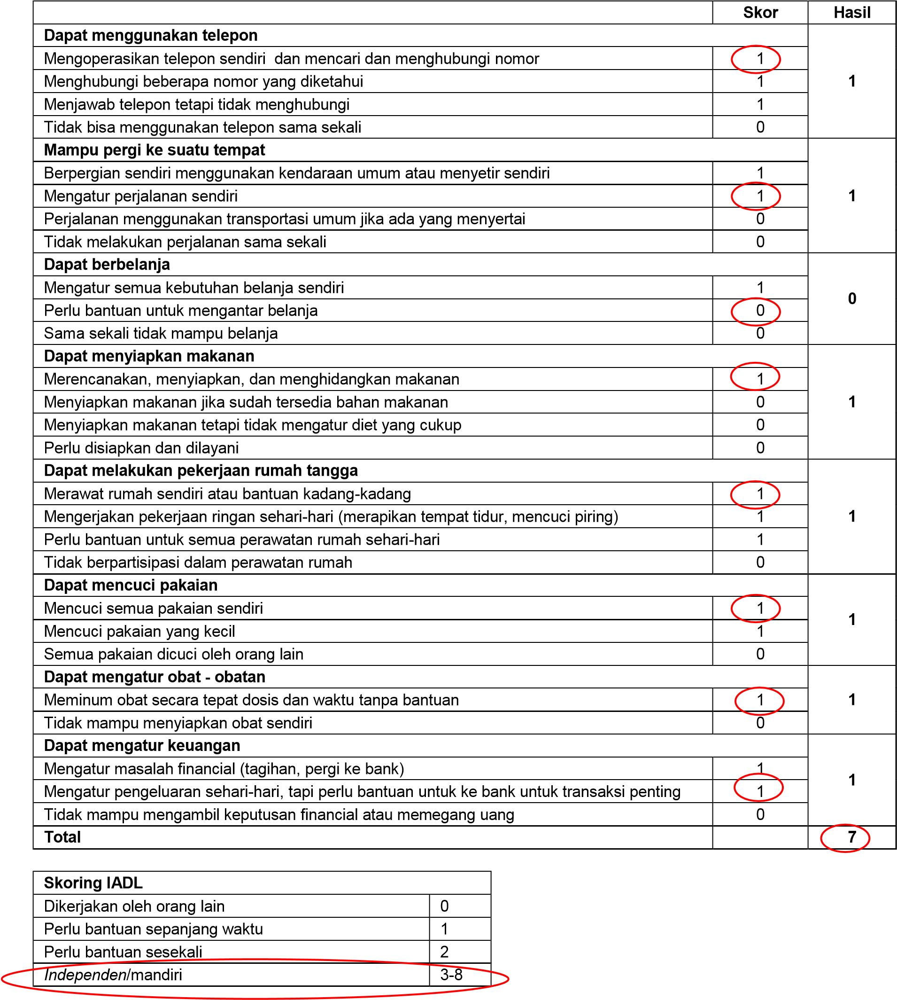 Skor Hasil
Dapat menggunakan telepon
Mengoperasikan telepon sendiri  dan mencari dan menghubungi nomor 1
Menghubungi beberapa nomor yang diketahui 1 1
Menjawab telepon tetapi tidak menghubungi 1
Tidak bisa menggunakan telepon sama sekali 0
Mampu pergi ke suatu tempat
Berpergian sendiri menggunakan kendaraan umum atau menyetir sendiri 1
Mengatur perjalanan sendiri 1 1
Perjalanan menggunakan transportasi umum jika ada yang menyertai 0
Tidak melakukan perjalanan sama sekali 0
Dapat berbelanja
Mengatur semua kebutuhan belanja sendiri 1
0
Perlu bantuan untuk mengantar belanja 0
Sama sekali tidak mampu belanja 0
Dapat menyiapkan makanan
Merencanakan, menyiapkan, dan menghidangkan makanan 1
Menyiapkan makanan jika sudah tersedia bahan makanan 0 1
Menyiapkan makanan tetapi tidak mengatur diet yang cukup 0
Perlu disiapkan dan dilayani 0
Dapat melakukan pekerjaan rumah tangga
Merawat rumah sendiri atau bantuan kadang-kadang 1
Mengerjakan pekerjaan ringan sehari-hari (merapikan tempat tidur, mencuci piring) 1 1
Perlu bantuan untuk semua perawatan rumah sehari-hari 1
Tidak berpartisipasi dalam perawatan rumah 0
Dapat mencuci pakaian
Mencuci semua pakaian sendiri 1
1
Mencuci pakaian yang kecil 1
Semua pakaian dicuci oleh orang lain 0
Dapat mengatur obat - obatan
Meminum obat secara tepat dosis dan waktu tanpa bantuan 1 1
Tidak mampu menyiapkan obat sendiri 0
Dapat mengatur keuangan
Mengatur masalah financial (tagihan, pergi ke bank) 1
1
Mengatur pengeluaran sehari-hari, tapi perlu bantuan untuk ke bank untuk transaksi penting 1
Tidak mampu mengambil keputusan financial atau memegang uang 0
Total 7
Skoring IADL
Dikerjakan oleh orang lain 0
Perlu bantuan sepanjang waktu 1
Perlu bantuan sesekali 2
Independen/mandiri 3-8